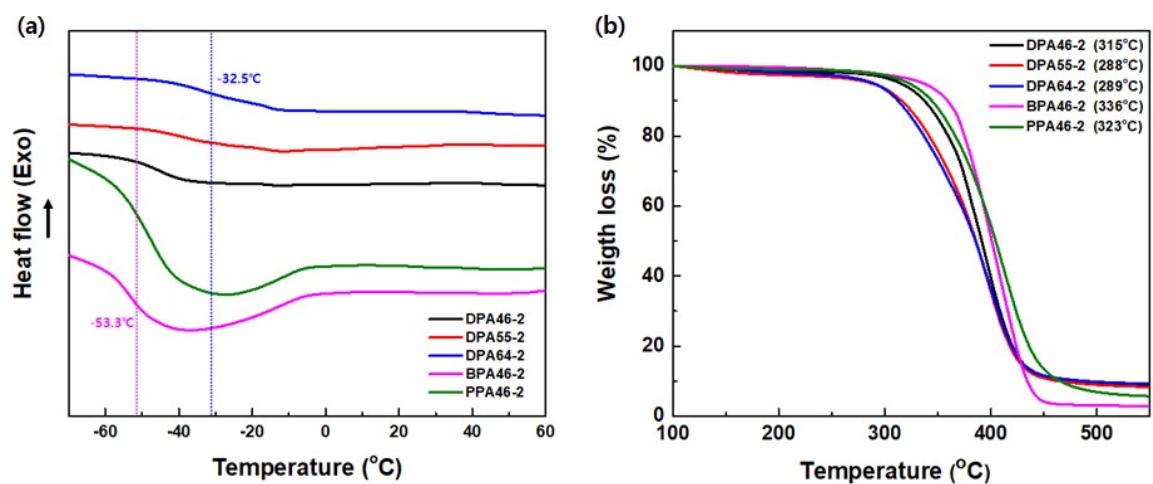 (a)
Heat flow (Exo)
-32.5℃
-53.3℃
DPA46-2
DPA55-2
DPA64-2
BPA46-2
PPA46-2
-60 -40 -20 0 20 40 60
Temperature (°C)
(b)
Weigth loss (%)
100
80
60
40
20
0
DPA46-2 (315°C)
DPA55-2 (288°C)
DPA64-2 (289°C)
BPA46-2 (336°C)
PPA46-2 (323°C)
100 200 300 400 500
Temperature (°C)